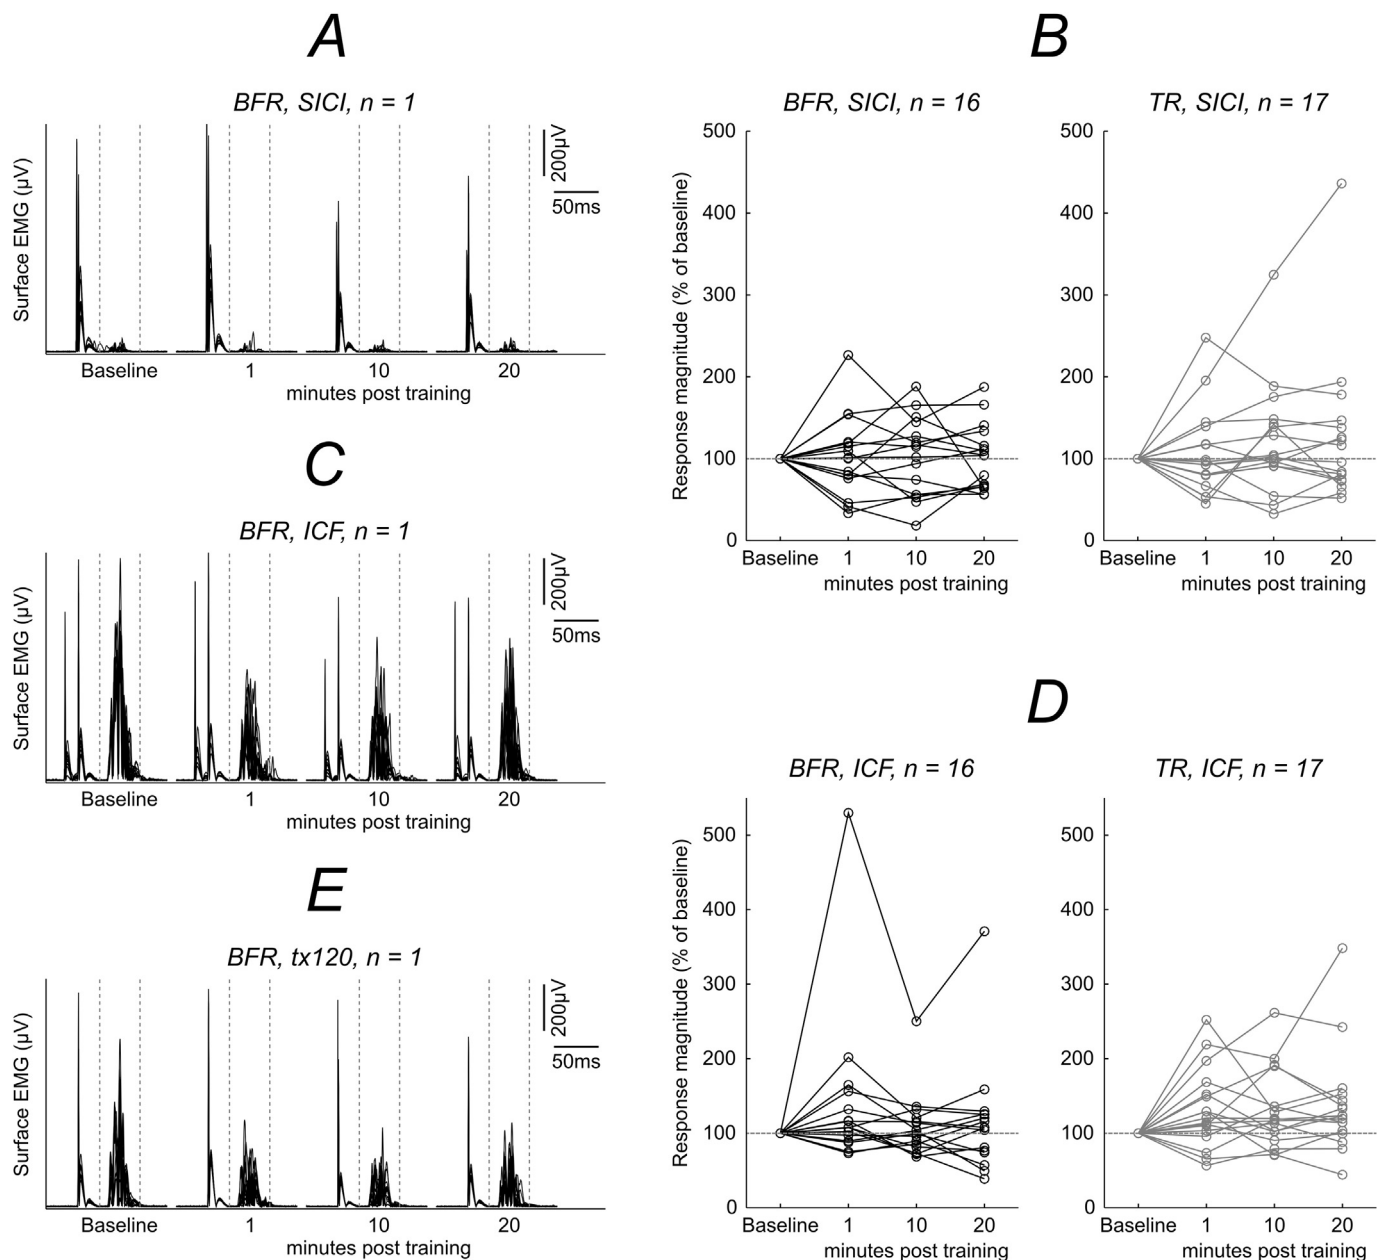 A
BFR, SICI, n = 1
Surface EMG (µV)
200µV
50ms
Baseline 1 10 20
minutes post training
B
BFR, SICI, n = 16
Response magnitude (% of baseline)
500
400
300
200
100
0
Baseline 1 10 20
minutes post training
TR, SICI, n = 17
500
400
300
200
100
0
Baseline 1 10 20
minutes post training
C
BFR, ICF, n = 1
Surface EMG (µV)
200µV
50ms
Baseline 1 10 20
minutes post training
D
BFR, ICF, n = 16
Response magnitude (% of baseline)
500
400
300
200
100
0
Baseline 1 10 20
minutes post training
TR, ICF, n = 17
500
400
300
200
100
0
Baseline 1 10 20
minutes post training
E
BFR, tx120, n = 1
Surface EMG (µV)
200µV
50ms
Baseline 1 10 20
minutes post training